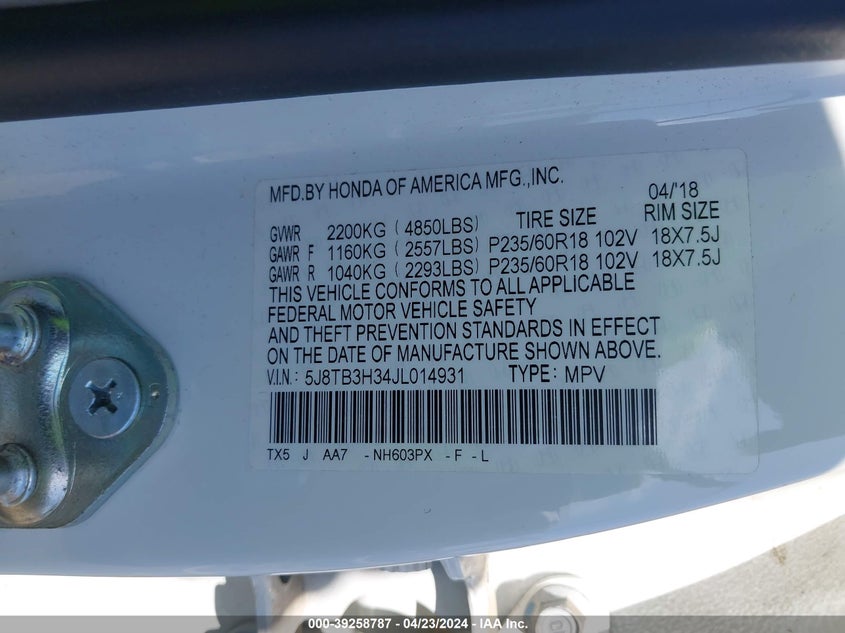 MFD.BY HONDA OF AMERICA MFG.,INC. 04/'18
GVWR 2200KG (4850LBS) TIRE SIZE RIM SIZE
GAWR F 1160KG (2557LBS) P235/60R18 102V 18X7.5J
GAWR R 1040KG (2293LBS) P235/60R18 102V 18X7.5J
THIS VEHICLE CONFORMS TO ALL APPLICABLE
FEDERAL MOTOR VEHICLE SAFETY
AND THEFT PREVENTION STANDARDS IN EFFECT
ON THE DATE OF MANUFACTURE SHOWN ABOVE.
V.I.N.: 5J8TB3H34JL014931 TYPE: MPV
TX5 J AA7 -NH603PX -F-L
000-39258787 - 04/23/2024 - IAA Inc.